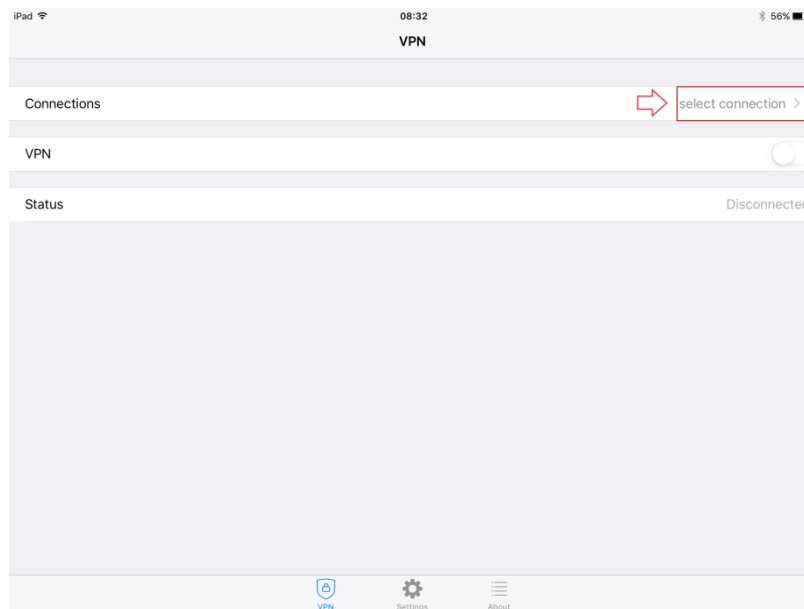 iPad 08:32 56%
VPN
Connections select connection
VPN
Status Disconnected
VPN Settings About